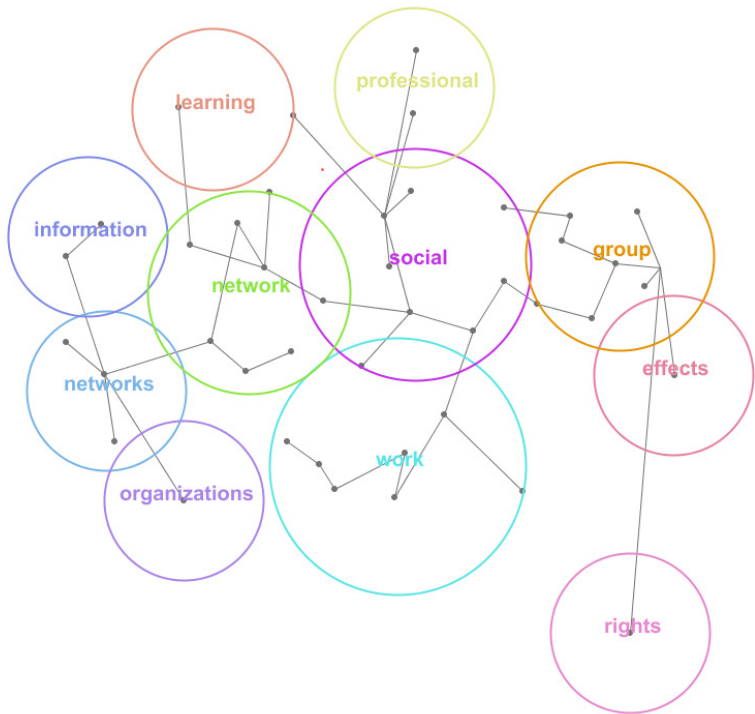 professional
learning
information
group
social
network
effects
networks
work
organizations
rights